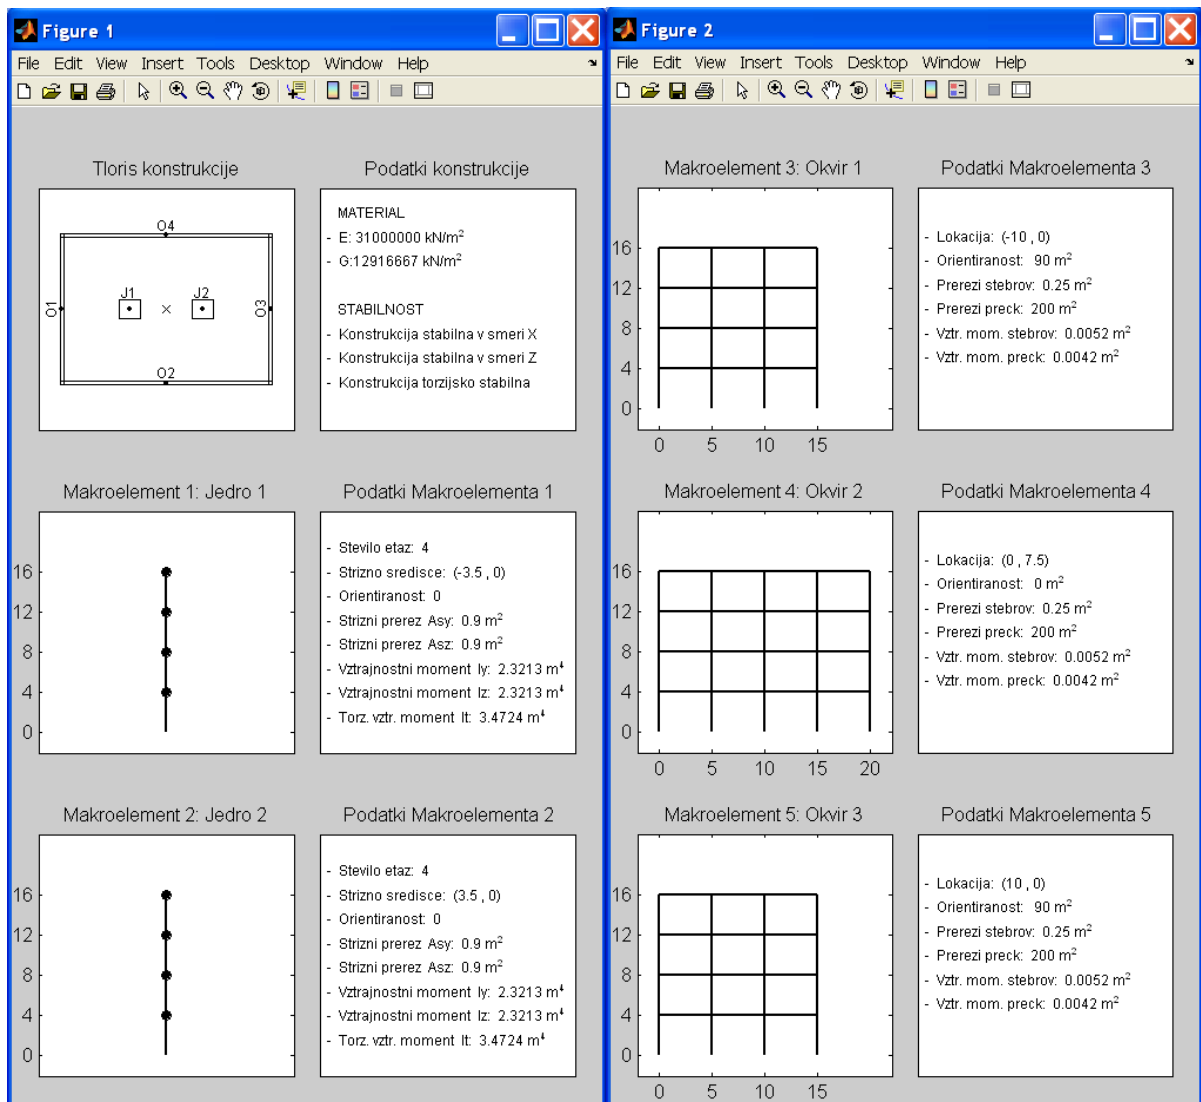 Figure 1
File Edit View Insert Tools Desktop Window Help
Tloris konstrukcije
O4
O1
J1
J2
O3
O2
Podatki konstrukcije
MATERIAL
- E: 31000000 kN/m²
- G:12916667 kN/m²
STABILNOST
- Konstrukcija stabilna v smeri X
- Konstrukcija stabilna v smeri Z
- Konstrukcija torzijsko stabilna
Makroelement 1: Jedro 1
16
12
8
4
0
Podatki Makroelementa 1
- Stevilo etaz: 4
- Strizno sredisce: (-3.5 , 0)
- Orientiranost: 0
- Strizni prerez Asy: 0.9 m²
- Strizni prerez Asz: 0.9 m²
- Vztrajnostni moment Iy: 2.3213 m⁴
- Vztrajnostni moment Iz: 2.3213 m⁴
- Torz. vztr. moment It: 3.4724 m⁴
Makroelement 2: Jedro 2
16
12
8
4
0
Podatki Makroelementa 2
- Stevilo etaz: 4
- Strizno sredisce: (3.5 , 0)
- Orientiranost: 0
- Strizni prerez Asy: 0.9 m²
- Strizni prerez Asz: 0.9 m²
- Vztrajnostni moment Iy: 2.3213 m⁴
- Vztrajnostni moment Iz: 2.3213 m⁴
- Torz. vztr. moment It: 3.4724 m⁴
Figure 2
File Edit View Insert Tools Desktop Window Help
Makroelement 3: Okvir 1
16
12
8
4
0
0 5 10 15
Podatki Makroelementa 3
- Lokacija: (-10 , 0)
- Orientiranost: 90 m²
- Prerezi stebrov: 0.25 m²
- Prerezi preck: 200 m²
- Vztr. mom. stebrov: 0.0052 m²
- Vztr. mom. preck: 0.0042 m²
Makroelement 4: Okvir 2
16
12
8
4
0
0 5 10 15 20
Podatki Makroelementa 4
- Lokacija: (0 , 7.5)
- Orientiranost: 0 m²
- Prerezi stebrov: 0.25 m²
- Prerezi preck: 200 m²
- Vztr. mom. stebrov: 0.0052 m²
- Vztr. mom. preck: 0.0042 m²
Makroelement 5: Okvir 3
16
12
8
4
0
0 5 10 15
Podatki Makroelementa 5
- Lokacija: (10 , 0)
- Orientiranost: 90 m²
- Prerezi stebrov: 0.25 m²
- Prerezi preck: 200 m²
- Vztr. mom. stebrov: 0.0052 m²
- Vztr. mom. preck: 0.0042 m²